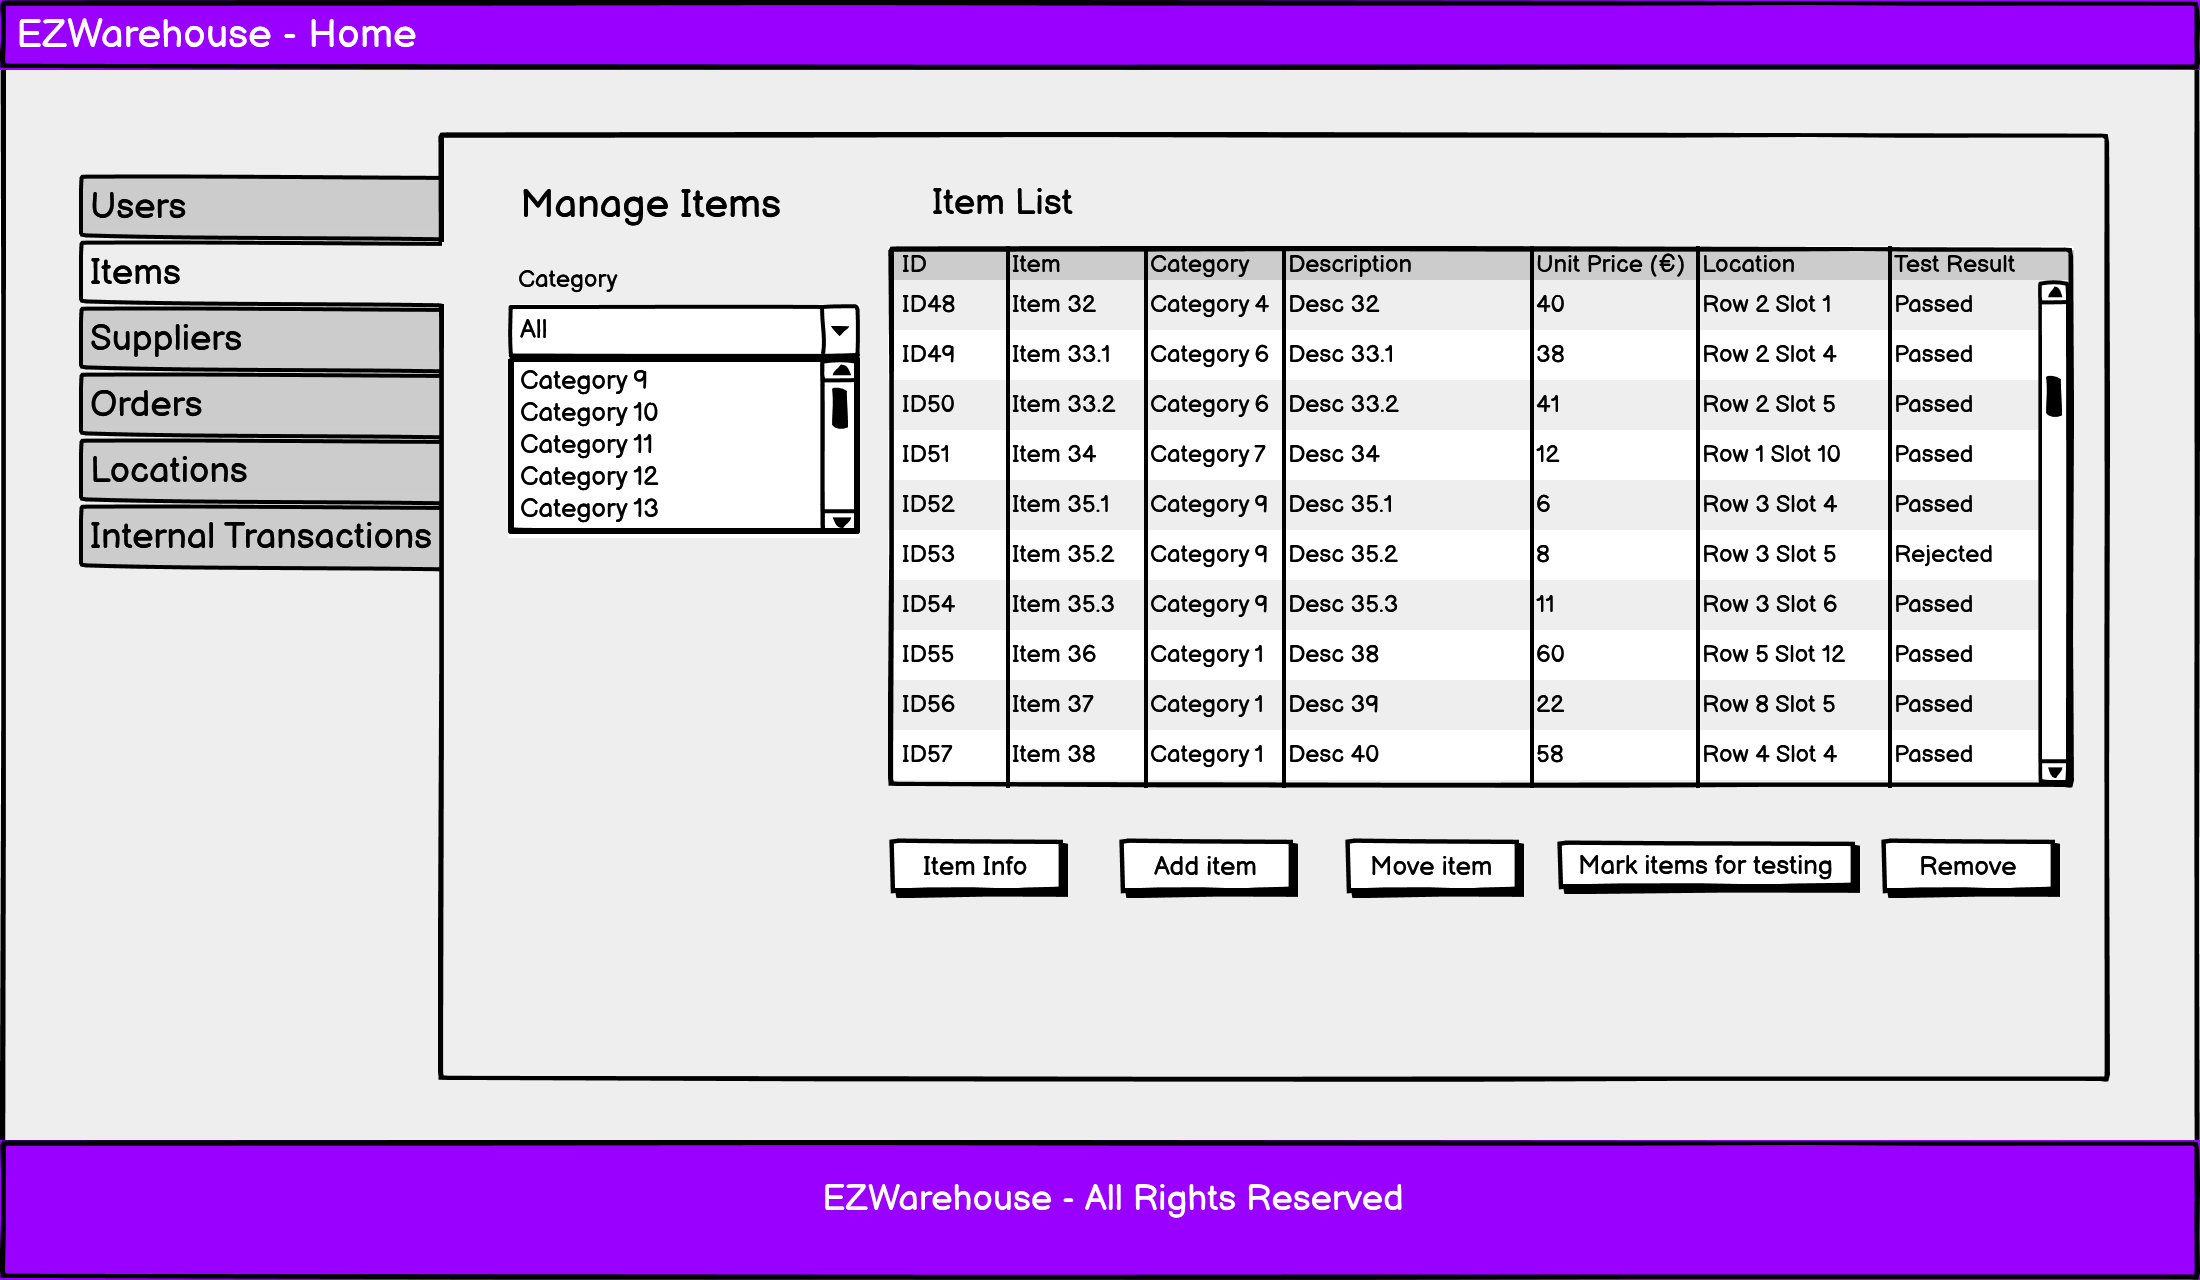 EZWarehouse - Home
Users
Items
Suppliers
Orders
Locations
Internal Transactions
Manage Items
Category
All
Category 9
Category 10
Category 11
Category 12
Category 13
Item List
ID Item Category Description Unit Price (€) Location Test Result
ID48 Item 32 Category 4 Desc 32 40 Row 2 Slot 1 Passed
ID49 Item 33.1 Category 6 Desc 33.1 38 Row 2 Slot 4 Passed
ID50 Item 33.2 Category 6 Desc 33.2 41 Row 2 Slot 5 Passed
ID51 Item 34 Category 7 Desc 34 12 Row 1 Slot 10 Passed
ID52 Item 35.1 Category 9 Desc 35.1 6 Row 3 Slot 4 Passed
ID53 Item 35.2 Category 9 Desc 35.2 8 Row 3 Slot 5 Rejected
ID54 Item 35.3 Category 9 Desc 35.3 11 Row 3 Slot 6 Passed
ID55 Item 36 Category 1 Desc 38 60 Row 5 Slot 12 Passed
ID56 Item 37 Category 1 Desc 39 22 Row 8 Slot 5 Passed
ID57 Item 38 Category 1 Desc 40 58 Row 4 Slot 4 Passed
Item Info Add item Move item Mark items for testing Remove
EZWarehouse - All Rights Reserved